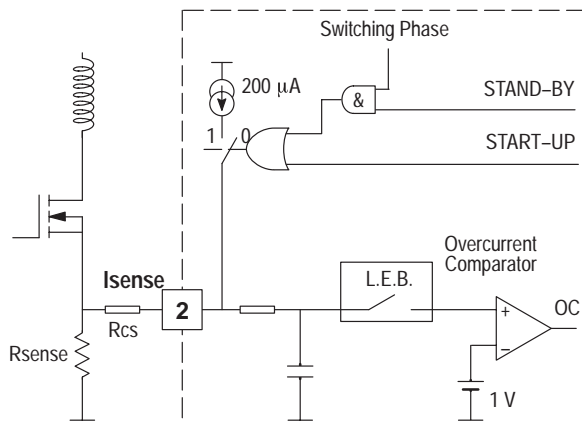 Switching Phase
200 μA
&
STAND–BY
1
0
START–UP
Overcurrent
Comparator
Isense
L.E.B.
2
+
OC
Rcs
–
Rsense
1 V